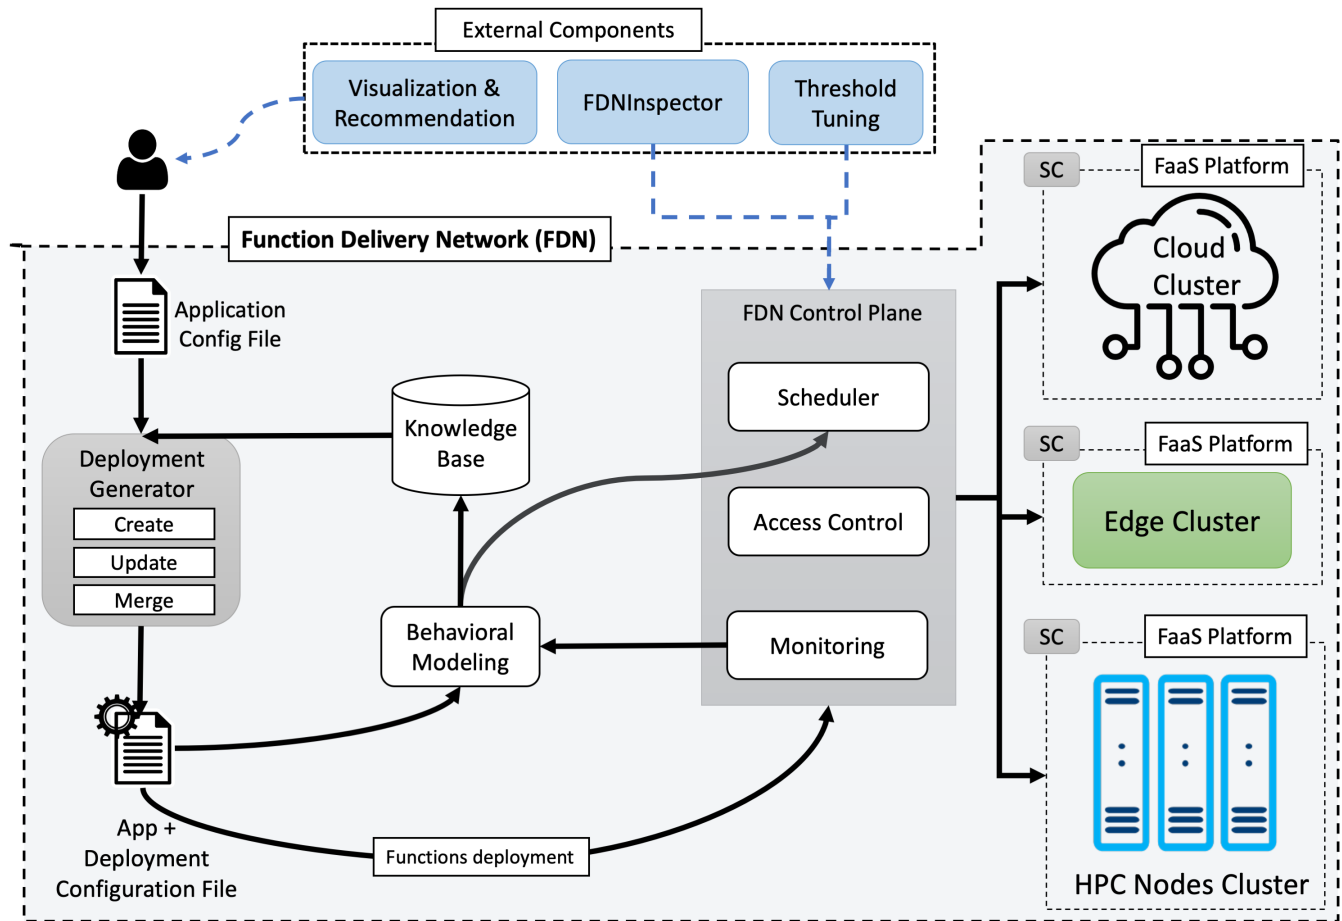 External Components
Visualization &
Recommendation
FDNInspector
Threshold
Tuning
Function Delivery Network (FDN)
Application
Config File
Deployment
Generator
Create
Update
Merge
App +
Deployment
Configuration File
Knowledge
Base
Behavioral
Modeling
Functions deployment
FDN Control Plane
Scheduler
Access Control
Monitoring
SC
FaaS Platform
Cloud
Cluster
SC
FaaS Platform
Edge Cluster
SC
FaaS Platform
HPC Nodes Cluster